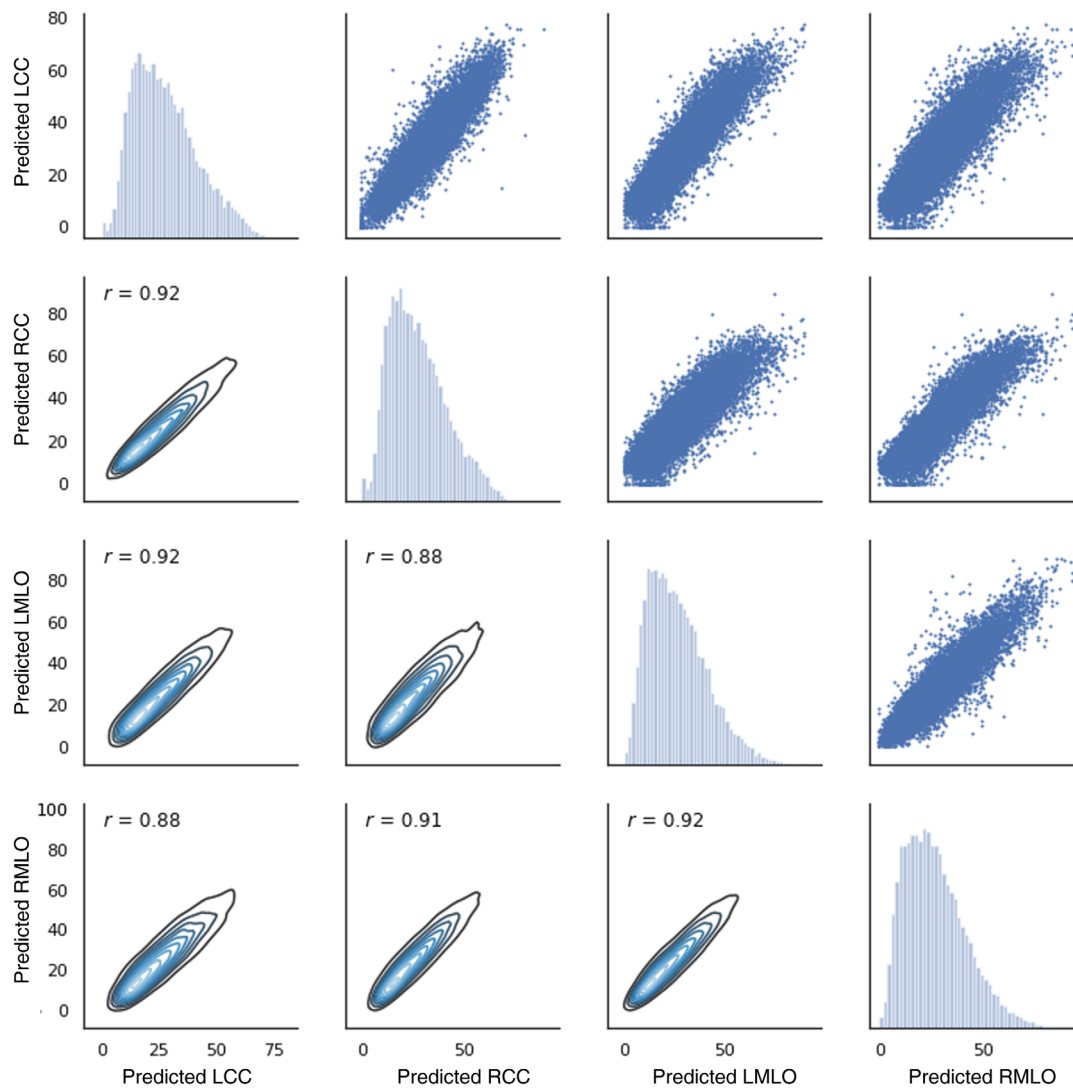 Predicted LCC
80
60
40
20
0
Predicted RCC
80
60
40
20
0
r = 0.92
Predicted LMLO
80
60
40
20
0
r = 0.92
r = 0.88
Predicted RMLO
100
80
60
40
20
0
r = 0.88
r = 0.91
r = 0.92
0 25 50 75
0 50
0 50
0 50
Predicted LCC
Predicted RCC
Predicted LMLO
Predicted RMLO